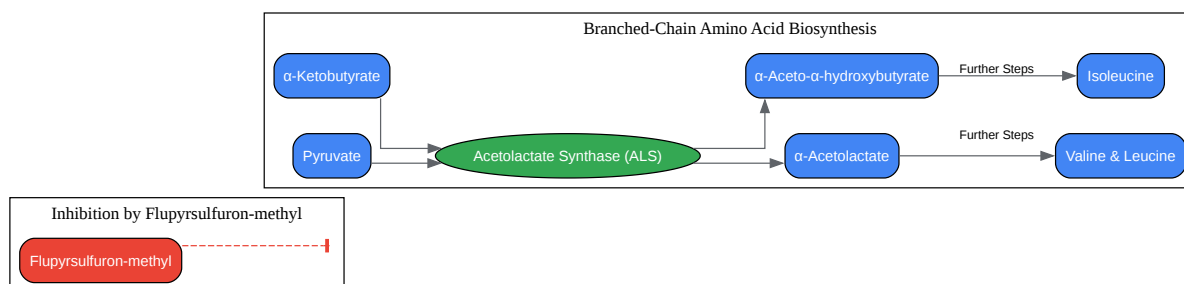 Branched-Chain Amino Acid Biosynthesis
α-Ketobutyrate
α-Aceto-α-hydroxybutyrate
Further Steps
Isoleucine
Pyruvate
Acetolactate Synthase (ALS)
α-Acetolactate
Further Steps
Valine & Leucine
Inhibition by Flupyrsulfuron-methyl
Flupyrsulfuron-methyl